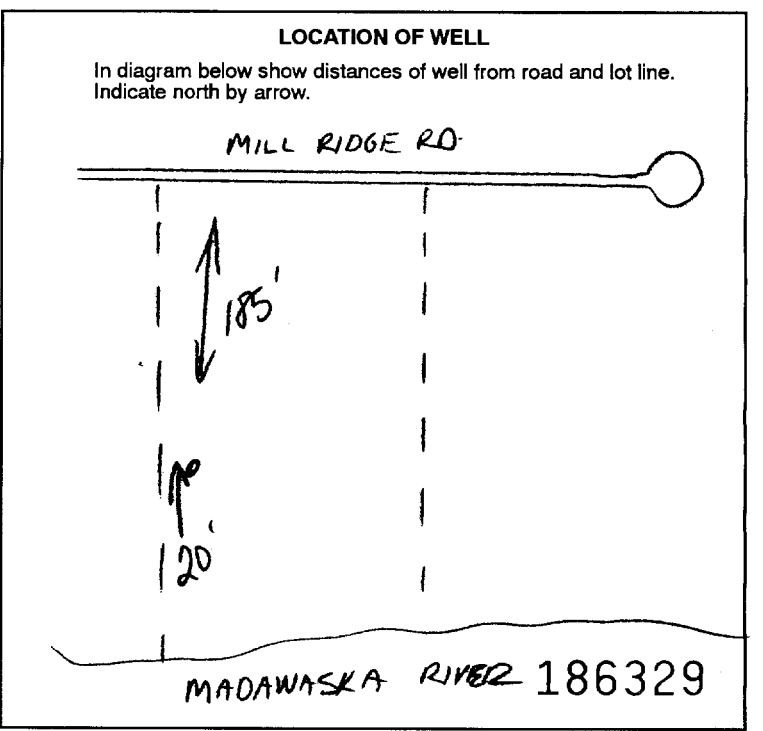 LOCATION OF WELL
In diagram below show distances of well from road and lot line.
Indicate north by arrow.
MILL RIDGE RD.
185'
20'
MADAWASKA RIVER 186329